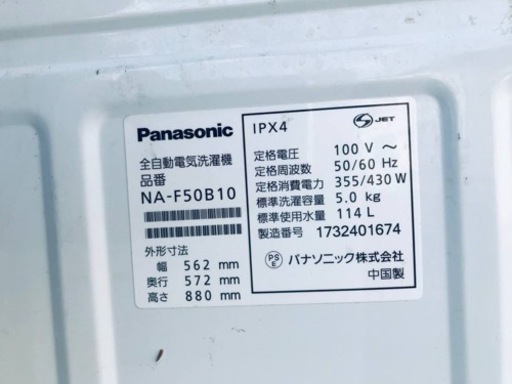 Panasonic
全自動電気洗濯機
品番
NA-F50B10
外形寸法
幅 562 mm
奥行 572 mm
高さ 880 mm
IPX4
S JET
定格電圧 100 V ～
定格周波数 50/60 Hz
定格消費電力 355/430 W
標準洗濯容量 5.0 kg
標準使用水量 114 L
製造番号 1732401674
PS E パナソニック株式会社
中国製